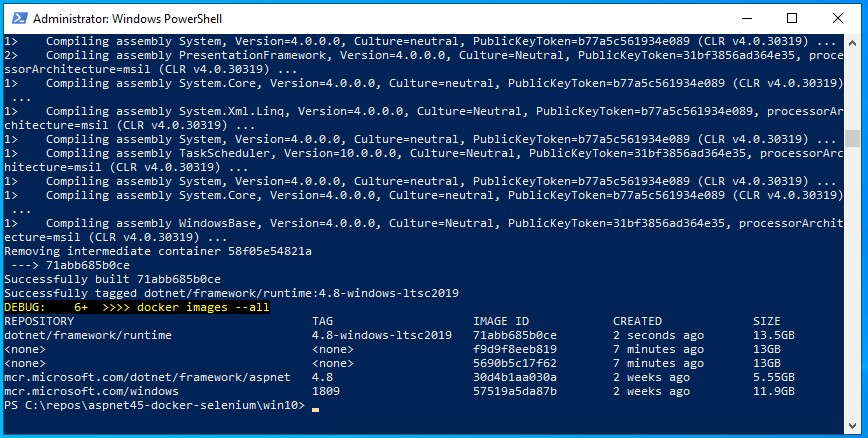 Administrator: Windows PowerShell
1>    Compiling assembly System, Version=4.0.0.0, Culture=neutral, PublicKeyToken=b77a5c561934e089 (CLR v4.0.30319) ...
2>    Compiling assembly PresentationFramework, Version=4.0.0.0, Culture=Neutral, PublicKeyToken=31bf3856ad364e35, proce
ssorArchitecture=msil (CLR v4.0.30319) ...
1>    Compiling assembly System.Core, Version=4.0.0.0, Culture=neutral, PublicKeyToken=b77a5c561934e089 (CLR v4.0.30319)
 ...
1>    Compiling assembly System.Xml.Linq, Version=4.0.0.0, Culture=Neutral, PublicKeyToken=b77a5c561934e089, processorAr
chitecture=msil (CLR v4.0.30319) ...
1>    Compiling assembly System, Version=4.0.0.0, Culture=neutral, PublicKeyToken=b77a5c561934e089 (CLR v4.0.30319) ...
1>    Compiling assembly TaskScheduler, Version=10.0.0.0, Culture=Neutral, PublicKeyToken=31bf3856ad364e35, processorArc
hitecture=msil (CLR v4.0.30319) ...
1>    Compiling assembly System, Version=4.0.0.0, Culture=neutral, PublicKeyToken=b77a5c561934e089 (CLR v4.0.30319) ...
1>    Compiling assembly System.Core, Version=4.0.0.0, Culture=neutral, PublicKeyToken=b77a5c561934e089 (CLR v4.0.30319)
 ...
1>    Compiling assembly WindowsBase, Version=4.0.0.0, Culture=Neutral, PublicKeyToken=31bf3856ad364e35, processorArchit
ecture=msil (CLR v4.0.30319) ...
Removing intermediate container 58f05e54821a
 ---> 71abb685b0ce
Successfully built 71abb685b0ce
Successfully tagged dotnet/framework/runtime:4.8-windows-ltsc2019
DEBUG:    6+  >>>> docker images --all
REPOSITORY                             TAG                    IMAGE ID       CREATED         SIZE
dotnet/framework/runtime               4.8-windows-ltsc2019   71abb685b0ce   2 seconds ago   13.5GB
<none>                                 <none>                 f9d9f8eeb819   7 minutes ago   13GB
<none>                                 <none>                 5690b5c17f62   7 minutes ago   13GB
mcr.microsoft.com/dotnet/framework/aspnet   4.8               30d4b1aa030a   2 weeks ago     5.55GB
mcr.microsoft.com/windows              1809                   57519a5da87b   2 weeks ago     11.9GB
PS C:\repos\aspnet45-docker-selenium\win10>